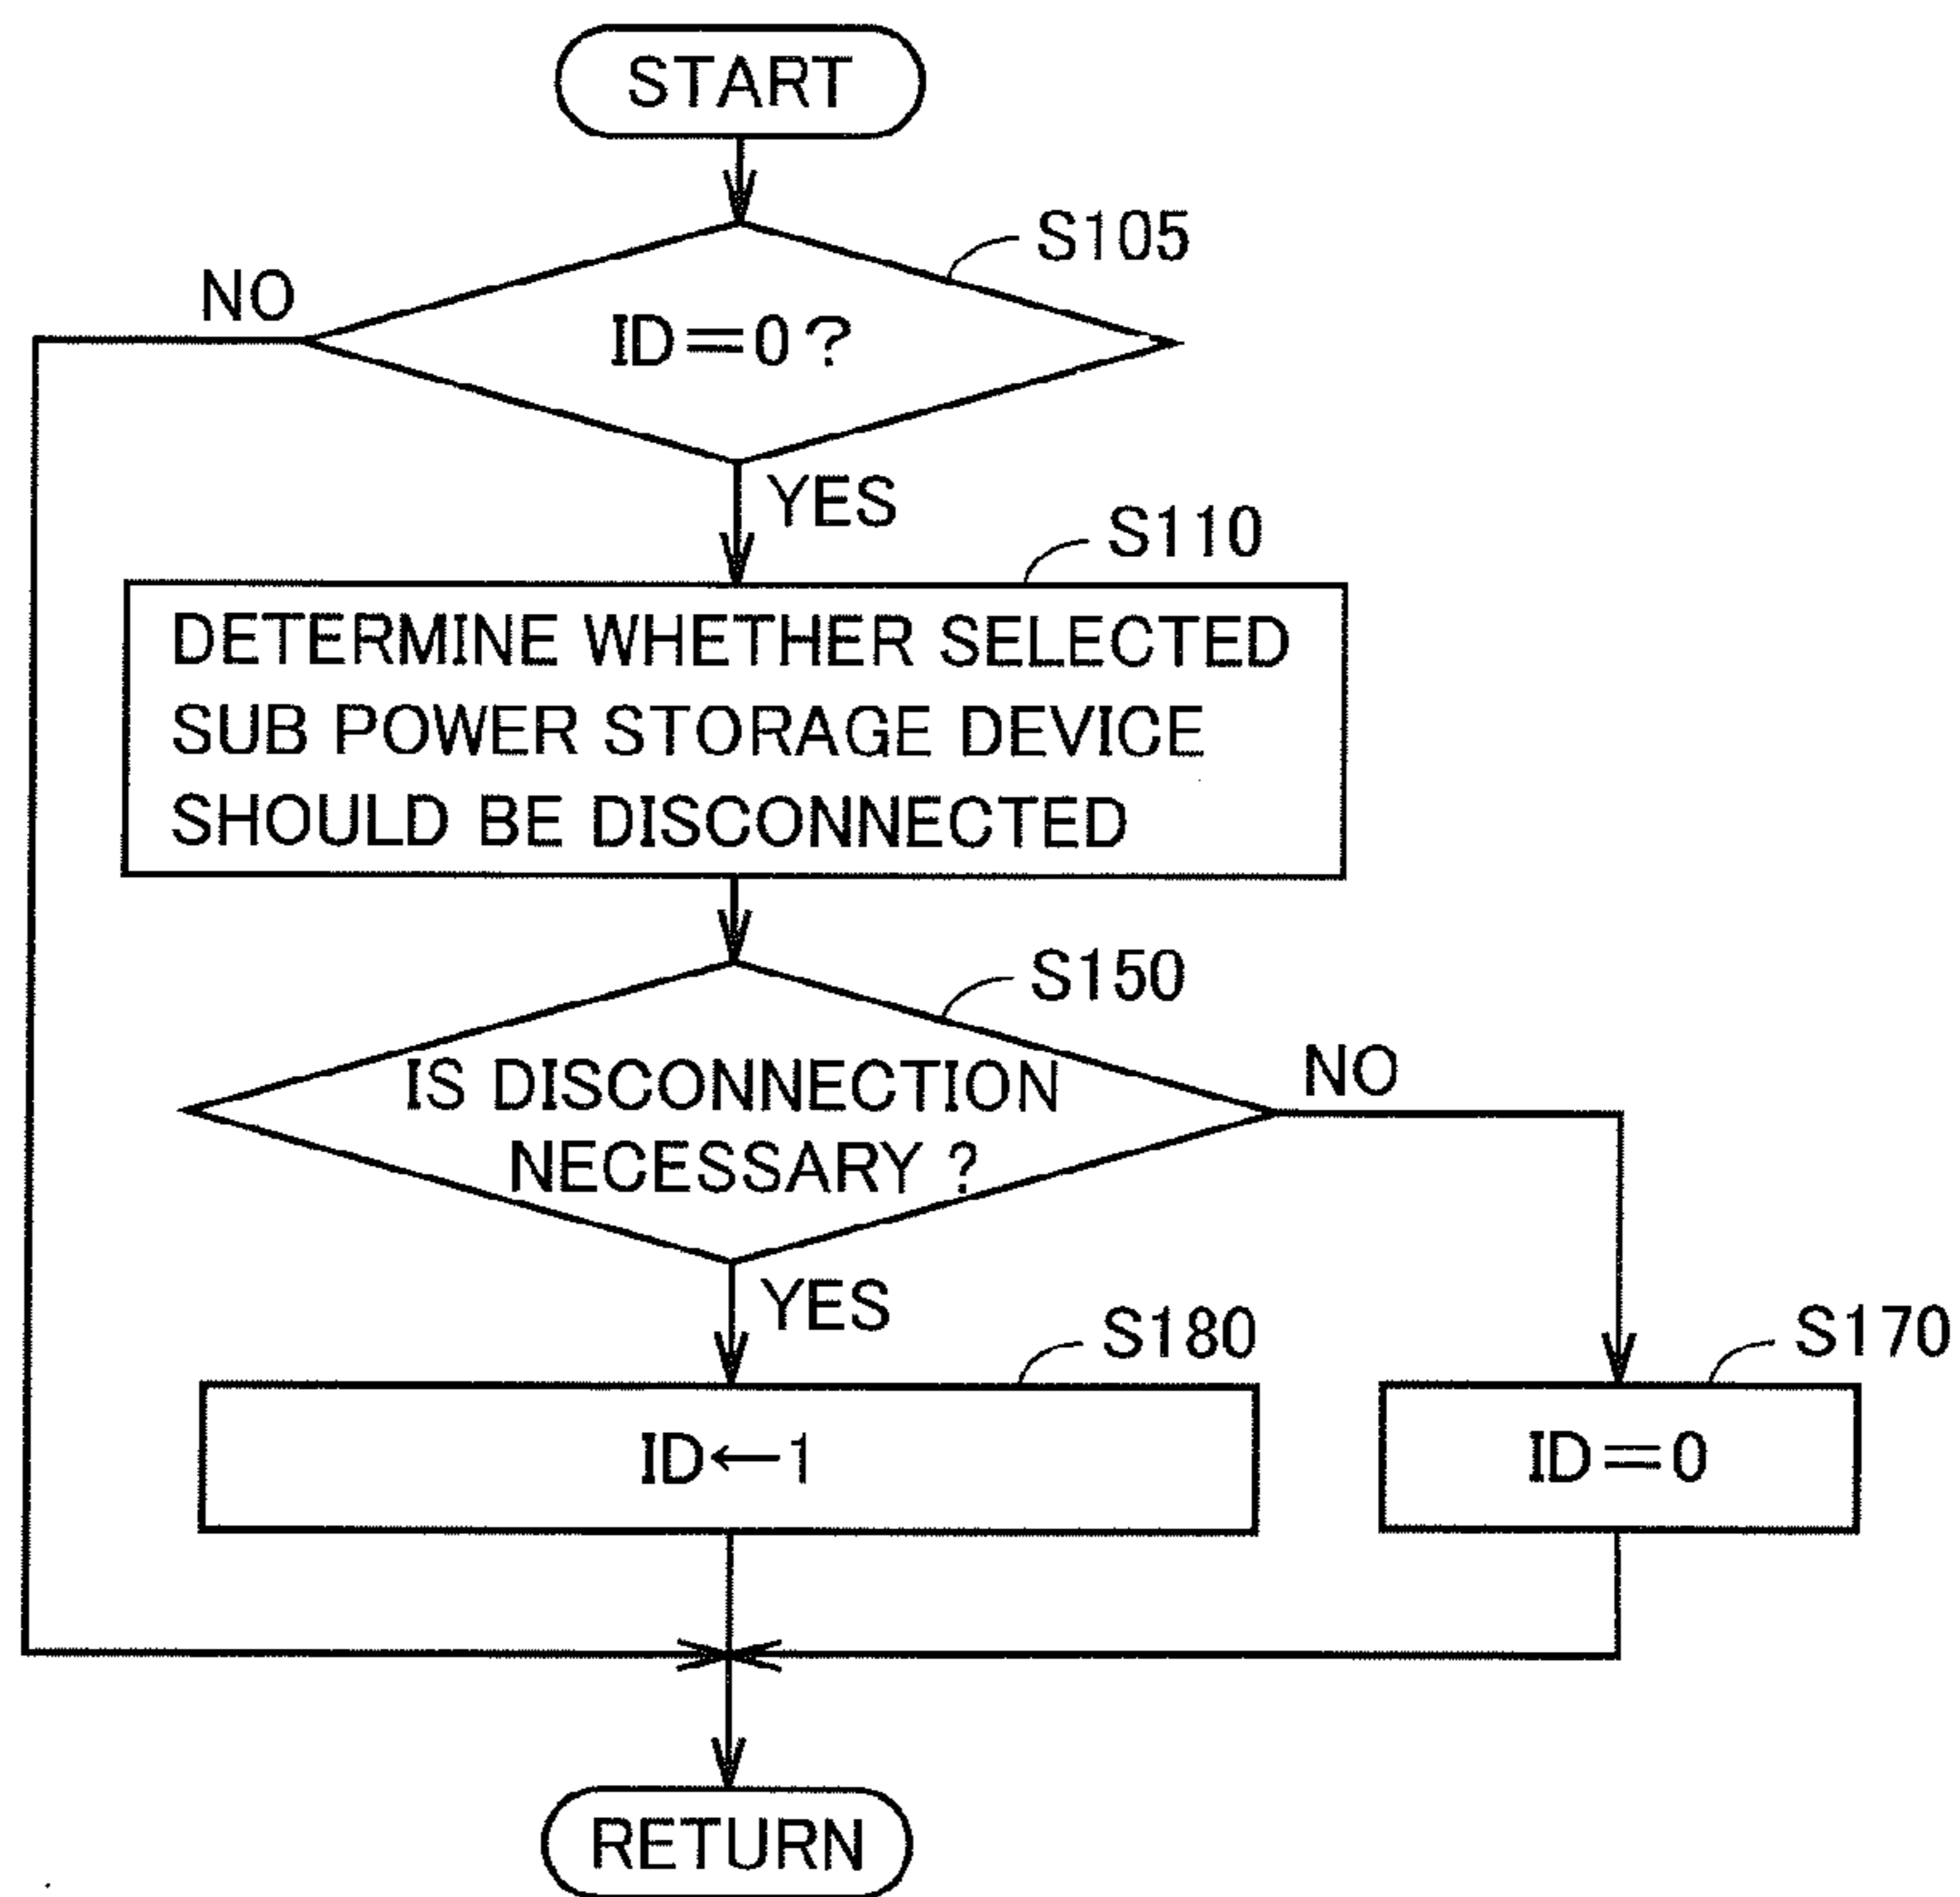 START
S105
NO
ID=0?
YES
S110
DETERMINE WHETHER SELECTED
SUB POWER STORAGE DEVICE
SHOULD BE DISCONNECTED
S150
IS DISCONNECTION
NECESSARY ?
NO
YES
S180
S170
ID←1
ID=0
RETURN